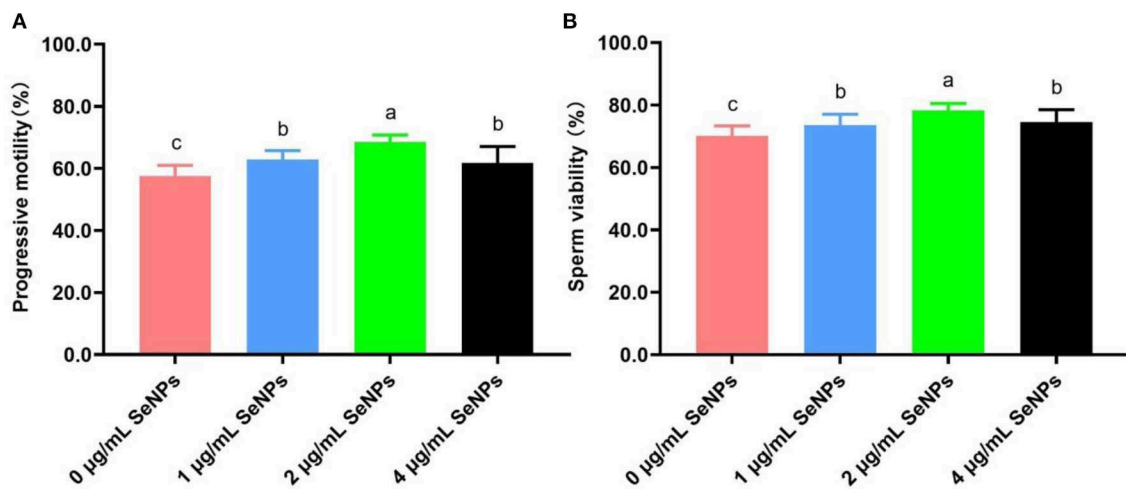 A
Progressive motility (%)
100.0
80.0
60.0
40.0
20.0
0.0
c
b
a
b
0 µg/mL SeNPs
1 µg/mL SeNPs
2 µg/mL SeNPs
4 µg/mL SeNPs
B
Sperm viability (%)
100.0
80.0
60.0
40.0
20.0
0.0
c
b
a
b
0 µg/mL SeNPs
1 µg/mL SeNPs
2 µg/mL SeNPs
4 µg/mL SeNPs